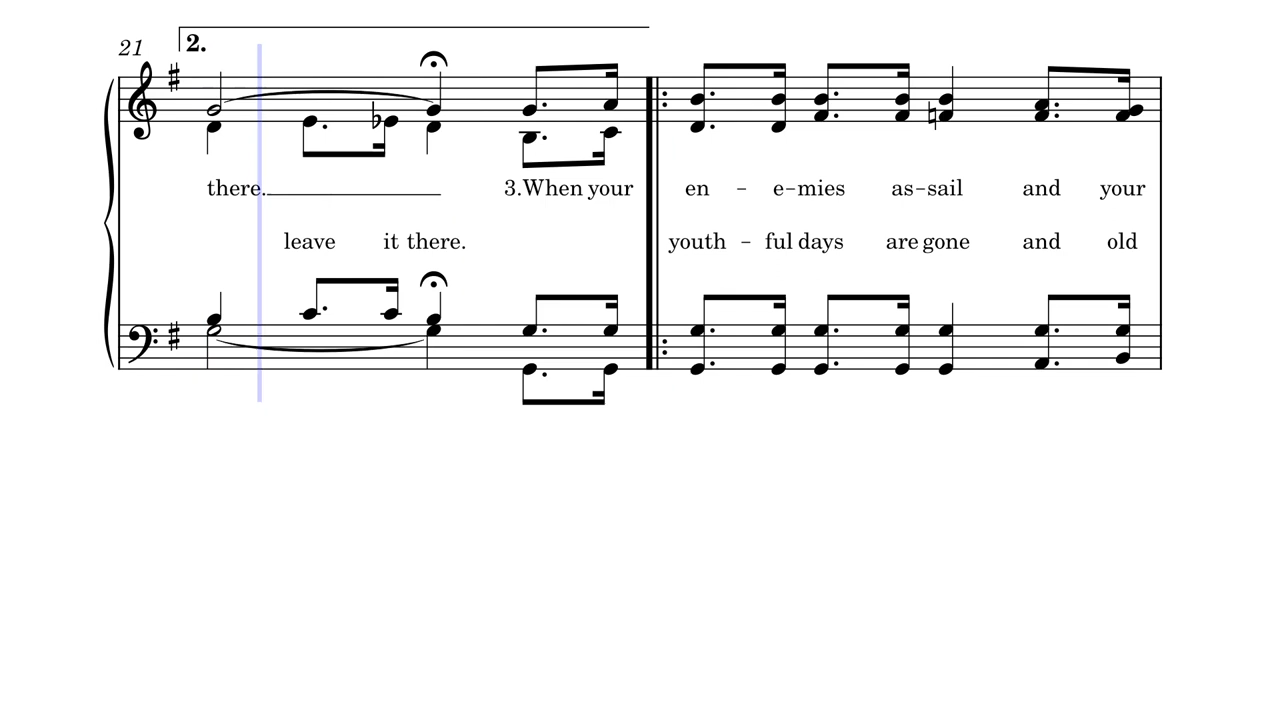 21 2.
there. 3.When your en - e-mies as-sail and your
leave it there. youth - ful days are gone and old